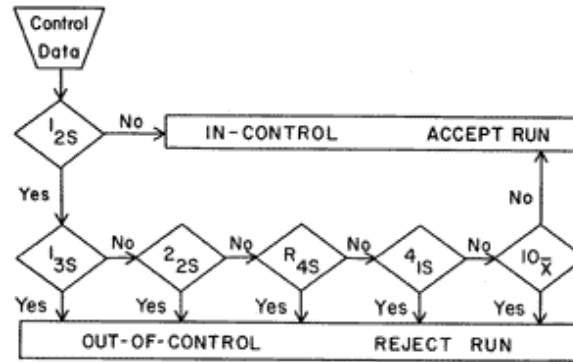 Control
Data
1 2S
No
IN-CONTROL ACCEPT RUN
Yes
No
1 3S
No
2 2S
No
R 4S
No
4 1S
No
10 x̄
Yes
Yes
Yes
Yes
Yes
OUT-OF-CONTROL REJECT RUN